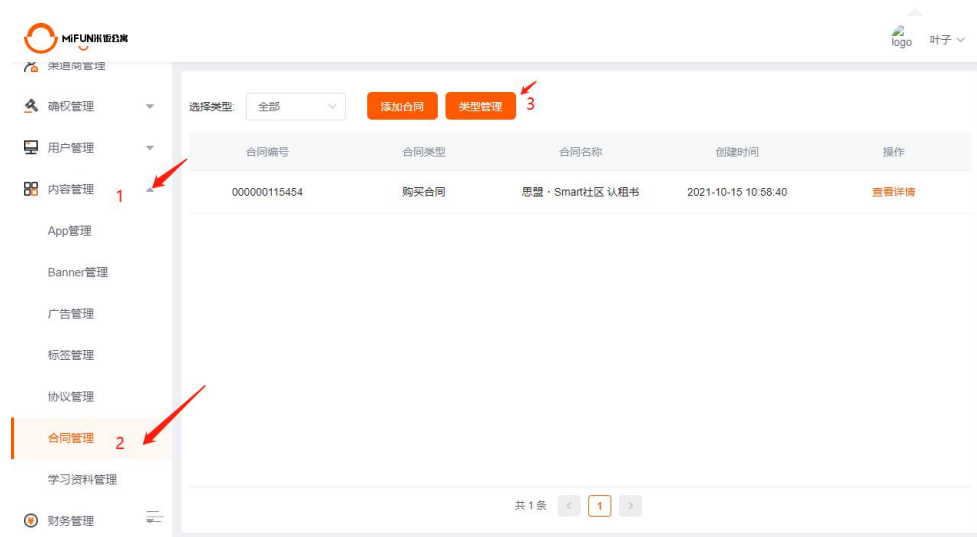 MiFUN米饭公寓
logo 叶子
渠道商管理
确权管理
用户管理
内容管理 1
App管理
Banner管理
广告管理
标签管理
协议管理
合同管理 2
学习资料管理
财务管理
选择类型: 全部 添加合同 类型管理 3
合同编号 合同类型 合同名称 创建时间 操作
000000115454 购买合同 思盟·Smart社区 认租书 2021-10-15 10:58:40 查看详情
共 1 条 < 1 >